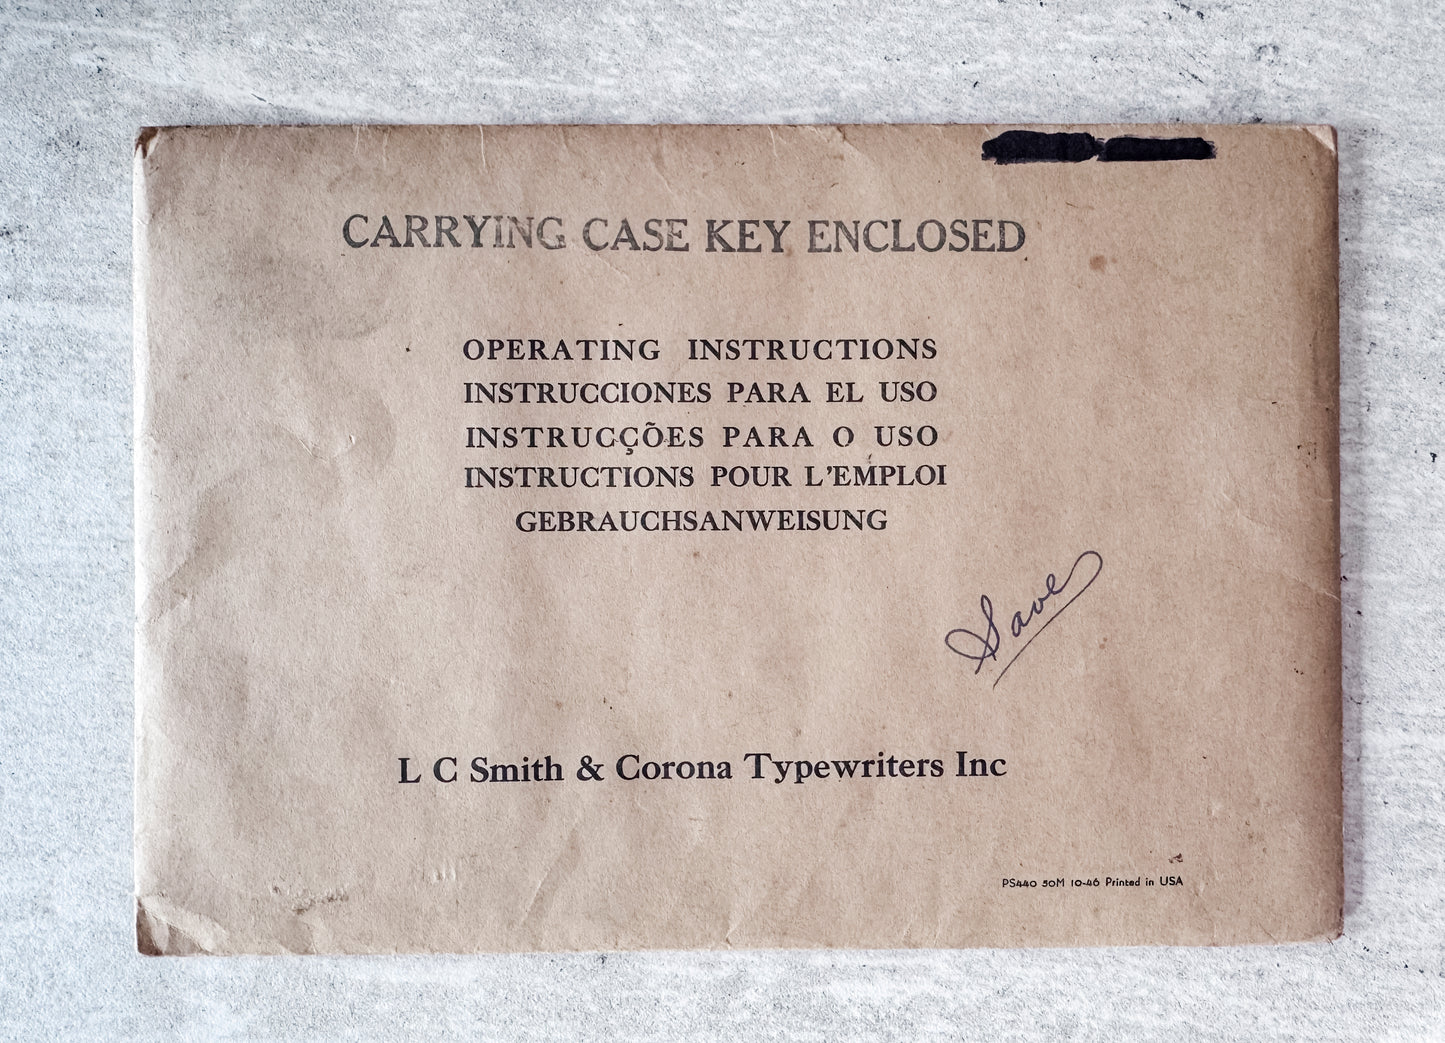 CARRYING CASE KEY ENCLOSED
OPERATING INSTRUCTIONS
INSTRUCCIONES PARA EL USO
INSTRUCÇÕES PARA O USO
INSTRUCTIONS POUR L'EMPLOI
GEBRAUCHSANWEISUNG
Save
L C Smith & Corona Typewriters Inc
PS440 50M 10-46 Printed in USA